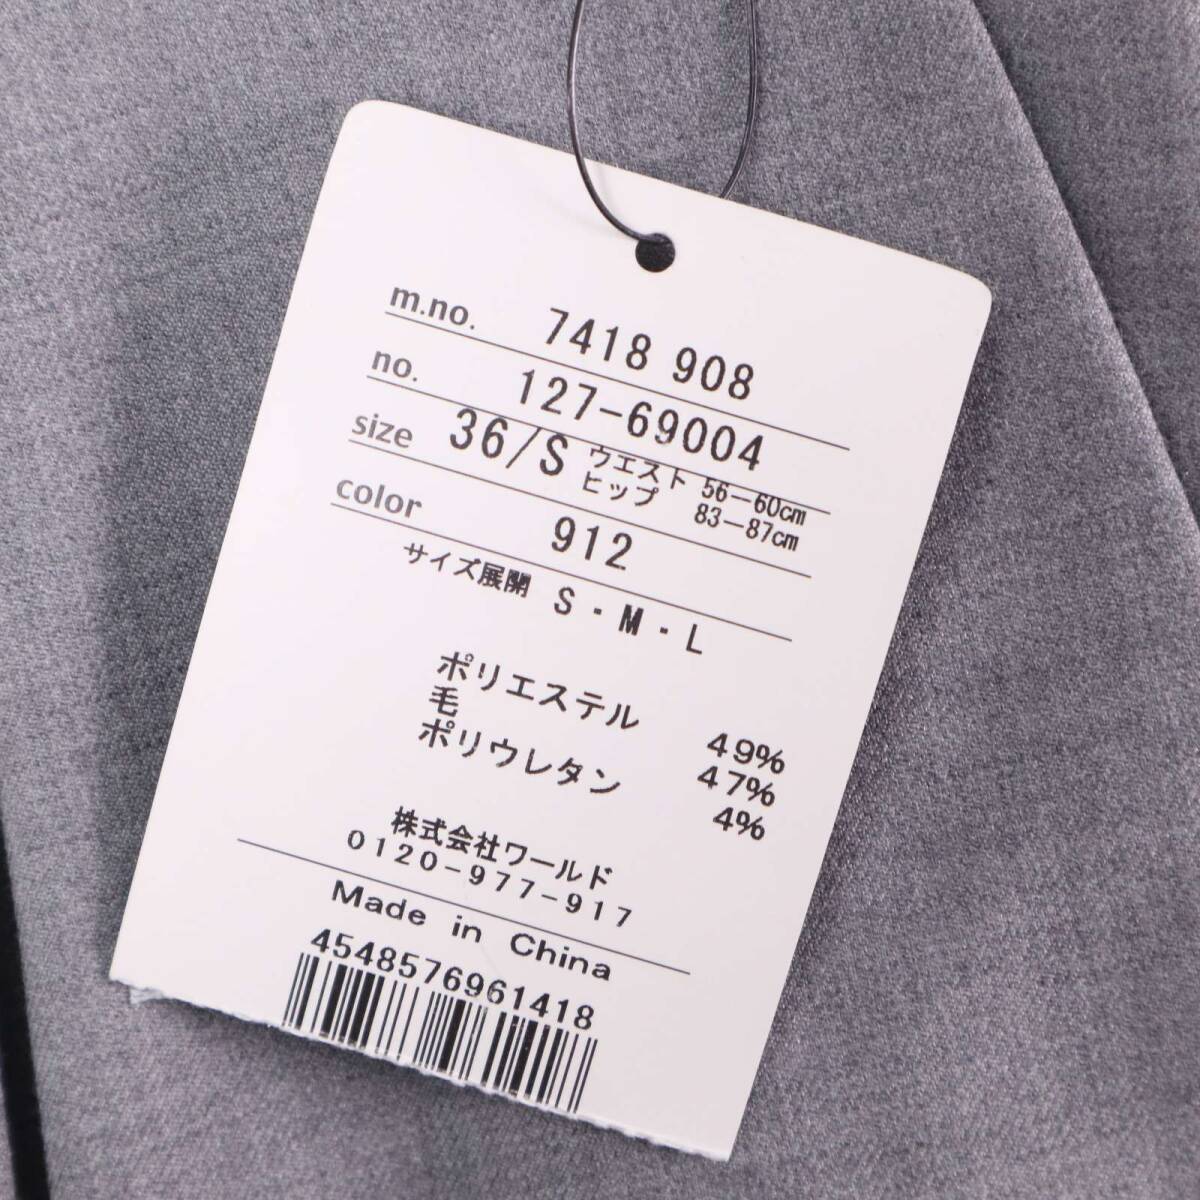 m.no. 7418 908
no. 127-69004
size 36/S ウエスト 56―60cm
ヒップ 83―87cm
color 912
サイズ展開 S・M・L
ポリエステル 49%
毛 47%
ポリウレタン 4%
株式会社ワールド
0120-977-917
Made in China
4548576961418